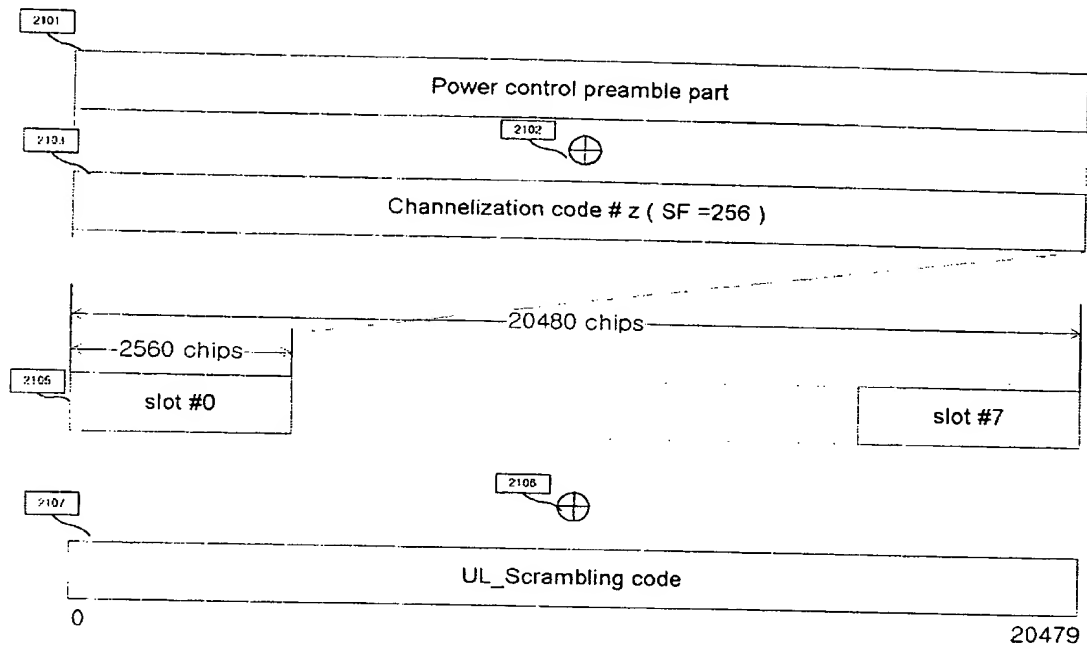 2101
Power control preamble part
2102
2103
Channelization code # z ( SF =256 )
20480 chips
2560 chips
2105
slot #0
slot #7
2106
2107
UL_Scrambling code
0
20479